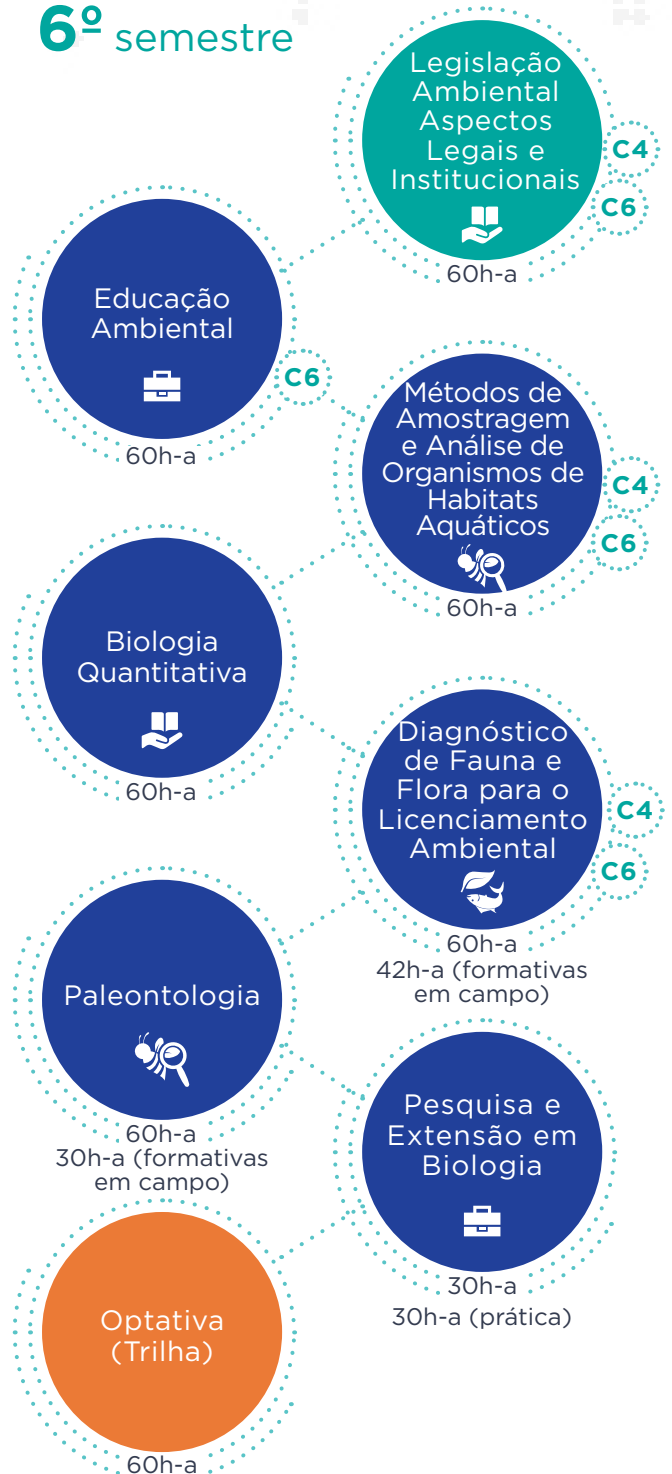 6º semestre
Legislação
Ambiental
Aspectos
Legais e
Institucionais
C4
C6
60h-a
Educação
Ambiental
C6
60h-a
Métodos de
Amostragem
e Análise de
Organismos de
Habitats
Aquáticos
C4
C6
60h-a
Biologia
Quantitativa
60h-a
Diagnóstico
de Fauna e
Flora para o
Licenciamento
Ambiental
C4
C6
60h-a
42h-a (formativas
em campo)
Paleontologia
60h-a
30h-a (formativas
em campo)
Pesquisa e
Extensão em
Biologia
30h-a
30h-a (prática)
Optativa
(Trilha)
60h-a